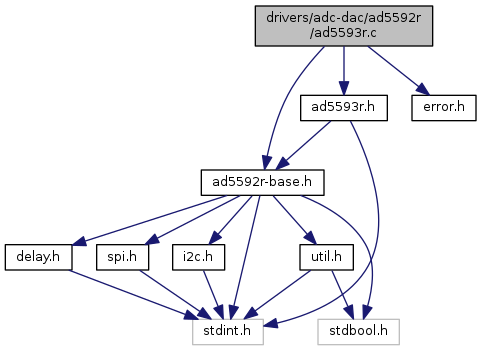 drivers/adc-dac/ad5592r
/ad5593r.c
ad5593r.h
error.h
ad5592r-base.h
delay.h
spi.h
i2c.h
util.h
stdint.h
stdbool.h